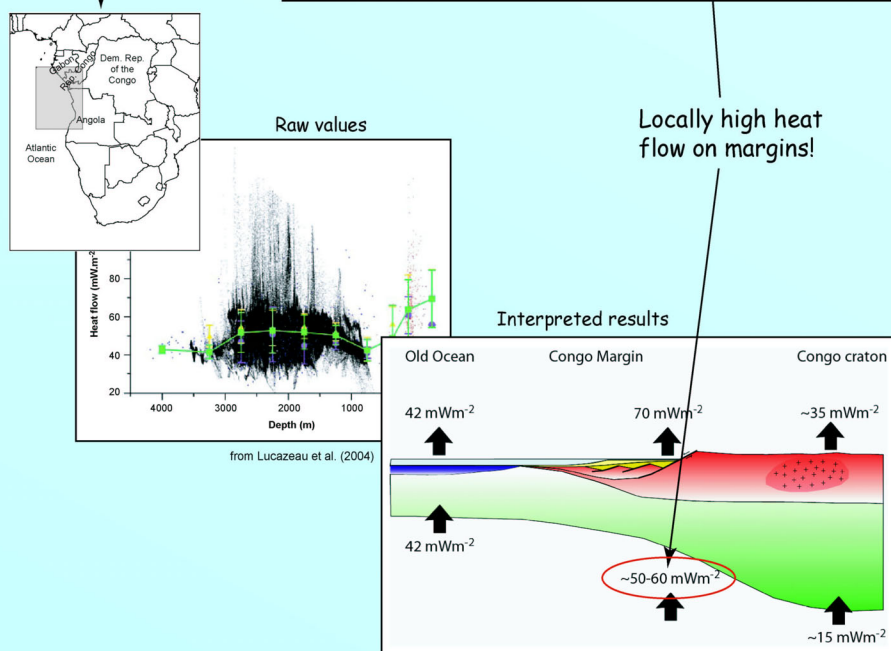 Gabon
Rep. Congo
Dem. Rep.
of the
Congo
Angola
Atlantic
Ocean
Raw values
Locally high heat
flow on margins!
Heat flow (mW.m-2
80
60
40
20
4000 3000 2000 1000
Depth (m)
from Lucazeau et al. (2004)
Interpreted results
Old Ocean Congo Margin Congo craton
42 mWm-2 70 mWm-2 ~35 mWm-2
42 mWm-2
~50-60 mWm-2
~15 mWm-2